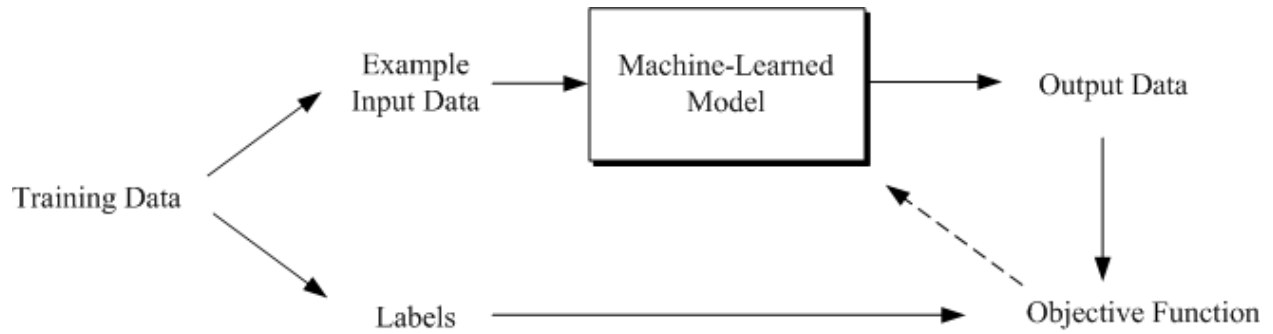 Example
Input Data
Machine-Learned
Model
Output Data
Training Data
Labels
Objective Function